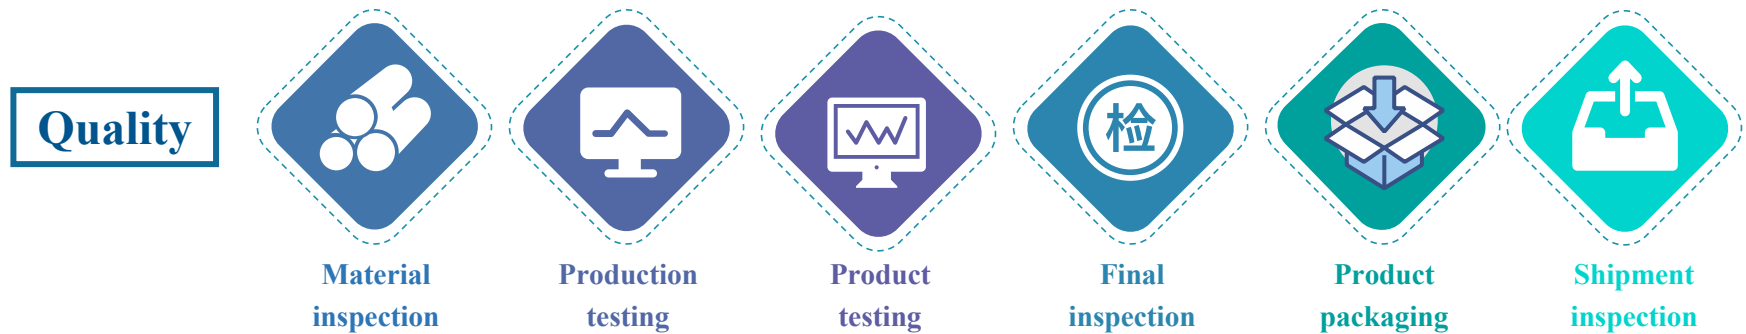 Quality
检
Material
inspection
Production
testing
Product
testing
Final
inspection
Product
packaging
Shipment
inspection